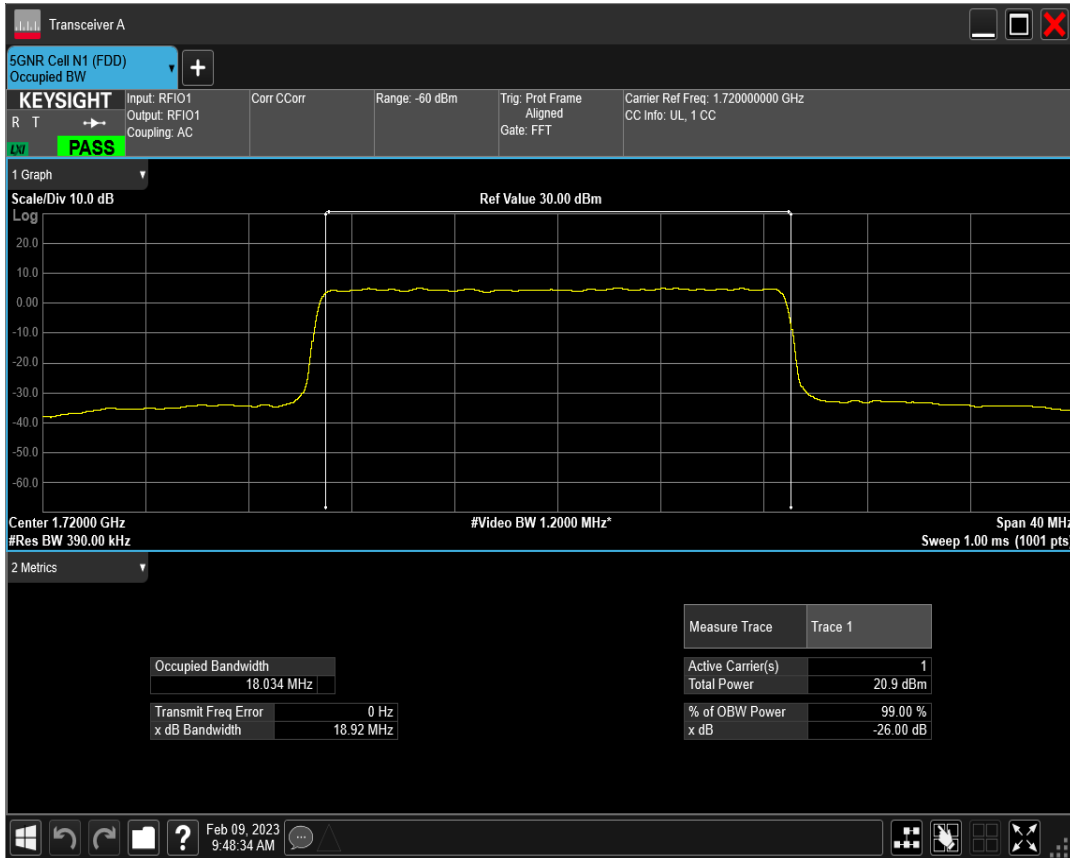 Transceiver A
5GNR Cell N1 (FDD)
Occupied BW
KEYSIGHT
R T
LXI
PASS
Input: RFIO1
Output: RFIO1
Coupling: AC
Corr CCorr
Range: -60 dBm
Trig: Prot Frame
Aligned
Gate: FFT
Carrier Ref Freq: 1.720000000 GHz
CC Info: UL, 1 CC
1 Graph
Scale/Div 10.0 dB
Ref Value 30.00 dBm
Log
20.0
10.0
0.00
-10.0
-20.0
-30.0
-40.0
-50.0
-60.0
Center 1.72000 GHz
#Video BW 1.2000 MHz*
Span 40 MHz
#Res BW 390.00 kHz
Sweep 1.00 ms (1001 pts)
2 Metrics
Measure Trace Trace 1
Occupied Bandwidth
18.034 MHz
Transmit Freq Error 0 Hz
x dB Bandwidth 18.92 MHz
Active Carrier(s) 1
Total Power 20.9 dBm
% of OBW Power 99.00 %
x dB -26.00 dB
Feb 09, 2023
9:48:34 AM